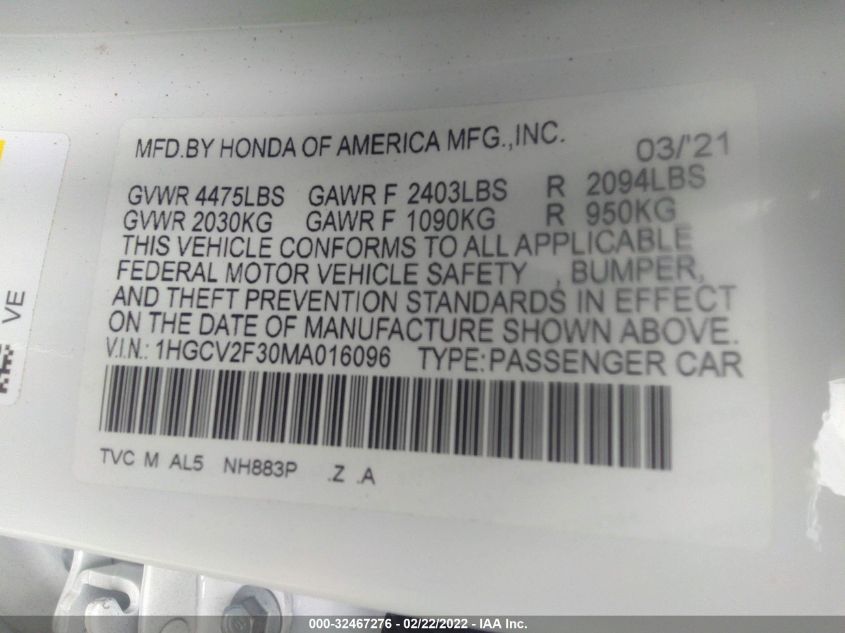 MFD.BY HONDA OF AMERICA MFG.,INC. 03/'21
GVWR 4475LBS GAWR F 2403LBS R 2094LBS
GVWR 2030KG GAWR F 1090KG R 950KG
THIS VEHICLE CONFORMS TO ALL APPLICABLE
FEDERAL MOTOR VEHICLE SAFETY , BUMPER,
AND THEFT PREVENTION STANDARDS IN EFFECT
ON THE DATE OF MANUFACTURE SHOWN ABOVE.
V.I.N.: 1HGCV2F30MA016096 TYPE:PASSENGER CAR
TVC M AL5 NH883P .Z .A
VE
000-32467276 - 02/22/2022 - IAA Inc.